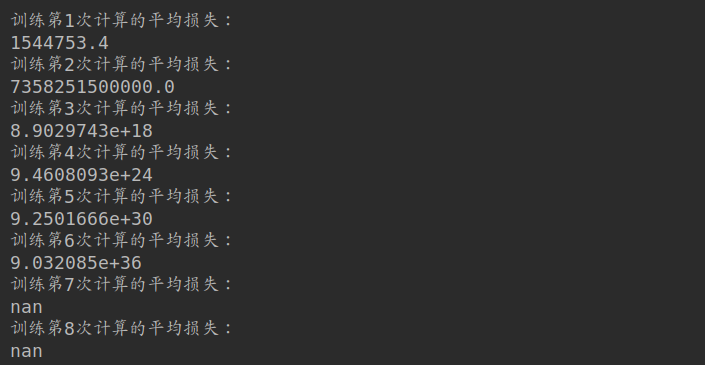 训练第1次计算的平均损失：
1544753.4
训练第2次计算的平均损失：
7358251500000.0
训练第3次计算的平均损失：
8.9029743e+18
训练第4次计算的平均损失：
9.4608093e+24
训练第5次计算的平均损失：
9.2501666e+30
训练第6次计算的平均损失：
9.032085e+36
训练第7次计算的平均损失：
nan
训练第8次计算的平均损失：
nan